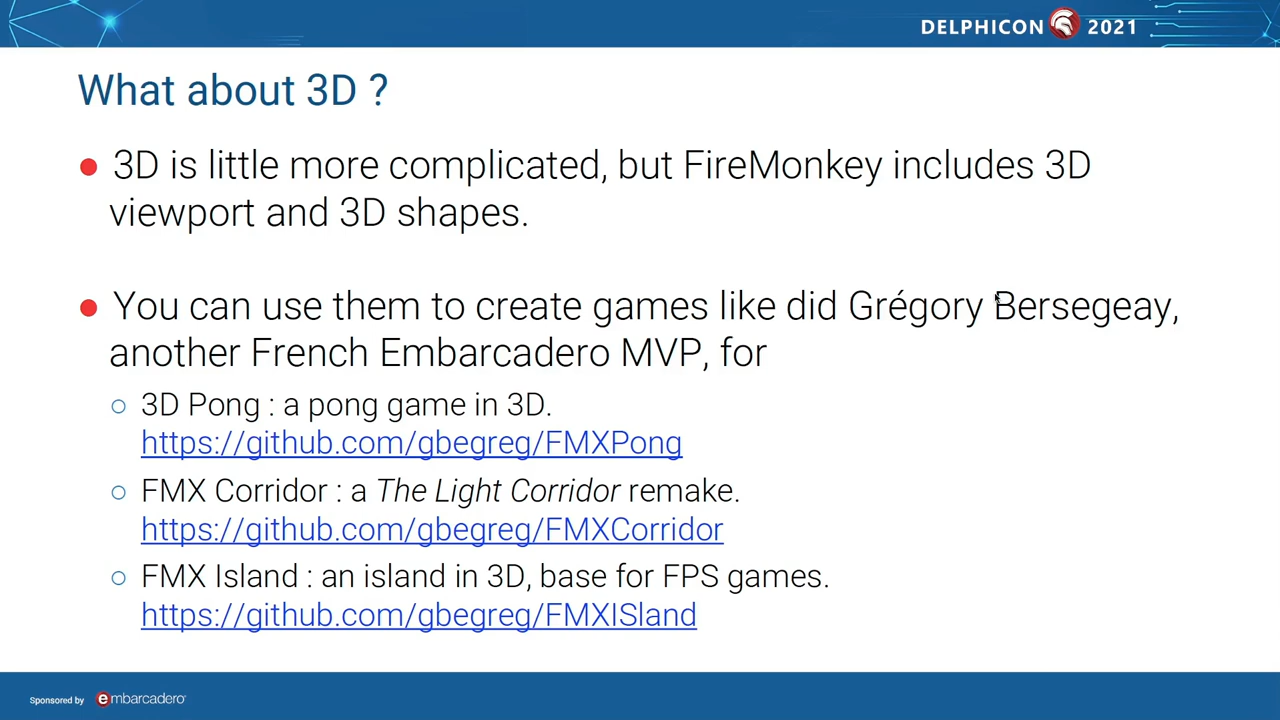 DELPHICON 2021
What about 3D ?
3D is little more complicated, but FireMonkey includes 3D
viewport and 3D shapes.
You can use them to create games like did Grégory Bersegeay,
another French Embarcadero MVP, for
3D Pong : a pong game in 3D.
https://github.com/gbegreg/FMXPong
FMX Corridor : a The Light Corridor remake.
https://github.com/gbegreg/FMXCorridor
FMX Island : an island in 3D, base for FPS games.
https://github.com/gbegreg/FMXISland
Sponsored by embarcadero